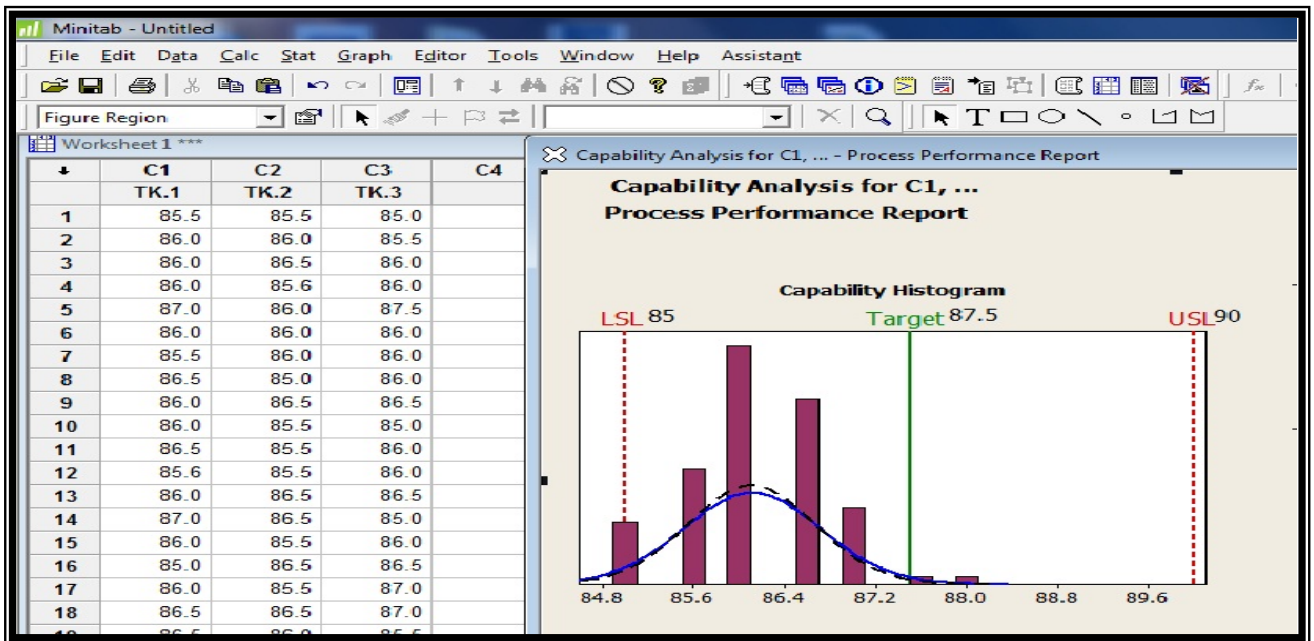 Minitab - Untitled
File Edit Data Calc Stat Graph Editor Tools Window Help Assistant
Figure Region
Worksheet 1 ***
C1 C2 C3 C4
TK.1 TK.2 TK.3
1 85.5 85.5 85.0
2 86.0 86.0 85.5
3 86.0 86.5 86.0
4 86.0 85.6 86.0
5 87.0 86.0 87.5
6 86.0 86.0 86.0
7 85.5 86.0 86.0
8 86.5 85.0 86.0
9 86.0 86.5 86.5
10 86.0 85.5 85.0
11 86.5 85.5 86.0
12 85.6 85.5 86.0
13 86.0 86.5 86.5
14 87.0 86.5 85.0
15 86.0 85.5 86.0
16 85.0 86.5 86.5
17 86.0 85.5 87.0
18 86.5 86.5 87.0
Capability Analysis for C1, ... - Process Performance Report
Capability Analysis for C1, ...
Process Performance Report
Capability Histogram
LSL 85 Target 87.5 USL 90
84.8 85.6 86.4 87.2 88.0 88.8 89.6